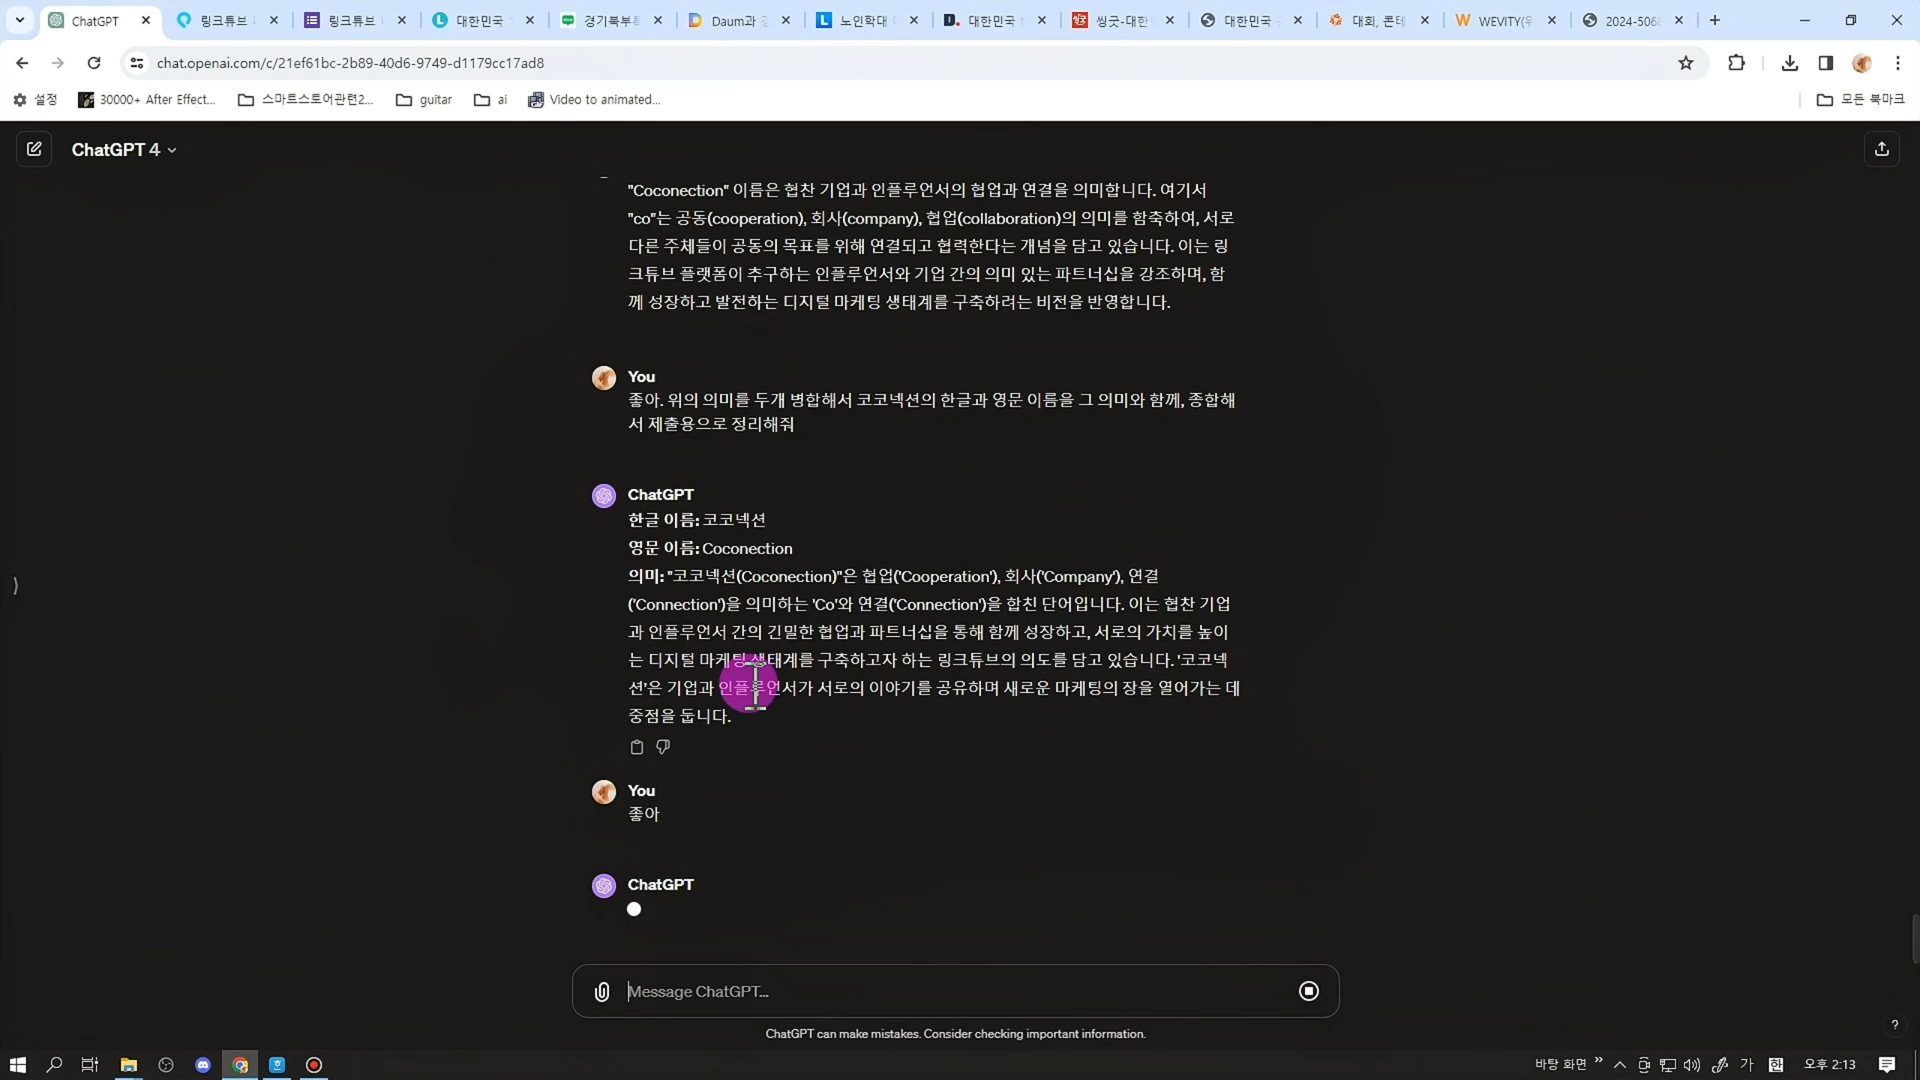 ChatGPT
링크튜브
링크튜브
대한민국
경기북부특
Daum과
노인학대
대한민국
씽굿-대한
대한민국
대회, 콘테
WEVITY(위
2024-506
chat.openai.com/c/21ef61bc-2b89-40d6-9749-d1179cc17ad8
설정
30000+ After Effect...
스마트스토어관련2...
guitar
ai
Video to animated...
모든 북마크
ChatGPT 4
"Coconection" 이름은 협찬 기업과 인플루언서의 협업과 연결을 의미합니다. 여기서
"co"는 공동(cooperation), 회사(company), 협업(collaboration)의 의미를 함축하여, 서로
다른 주체들이 공동의 목표를 위해 연결되고 협력한다는 개념을 담고 있습니다. 이는 링
크튜브 플랫폼이 추구하는 인플루언서와 기업 간의 의미 있는 파트너십을 강조하며, 함
께 성장하고 발전하는 디지털 마케팅 생태계를 구축하려는 비전을 반영합니다.
You
좋아. 위의 의미를 두개 병합해서 코코넥션의 한글과 영문 이름을 그 의미와 함께, 종합해
서 제출용으로 정리해줘
ChatGPT
한글 이름: 코코넥션
영문 이름: Coconection
의미: "코코넥션(Coconection)"은 협업('Cooperation'), 회사('Company'), 연결
('Connection')을 의미하는 'Co'와 연결('Connection')을 합친 단어입니다. 이는 협찬 기업
과 인플루언서 간의 긴밀한 협업과 파트너십을 통해 함께 성장하고, 서로의 가치를 높이
는 디지털 마케팅 생태계를 구축하고자 하는 링크튜브의 의도를 담고 있습니다. '코코넥
션'은 기업과 인플루언서가 서로의 이야기를 공유하며 새로운 마케팅의 장을 열어가는 데
중점을 둡니다.
You
좋아
ChatGPT
Message ChatGPT...
ChatGPT can make mistakes. Consider checking important information.
?
바탕 화면
가
한
오후 2:13